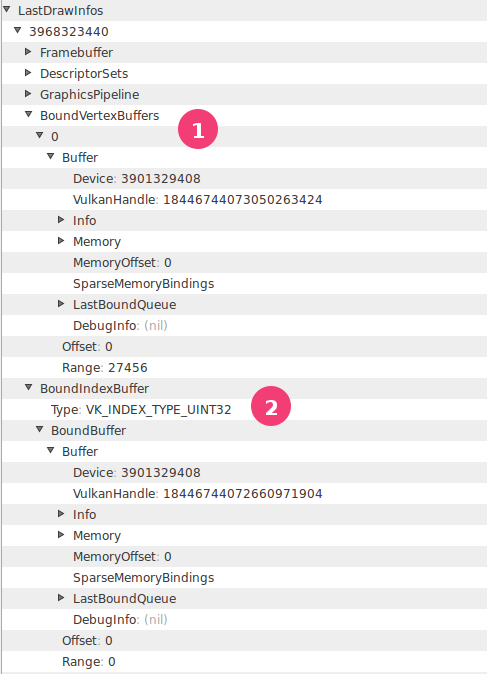 LastDrawInfos
3968323440
Framebuffer
DescriptorSets
GraphicsPipeline
BoundVertexBuffers
1
0
Buffer
Device: 3901329408
VulkanHandle: 18446744073050263424
Info
Memory
MemoryOffset: 0
SparseMemoryBindings
LastBoundQueue
DebugInfo: (nil)
Offset: 0
Range: 27456
BoundIndexBuffer
Type: VK_INDEX_TYPE_UINT32
2
BoundBuffer
Buffer
Device: 3901329408
VulkanHandle: 18446744072660971904
Info
Memory
MemoryOffset: 0
SparseMemoryBindings
LastBoundQueue
DebugInfo: (nil)
Offset: 0
Range: 0